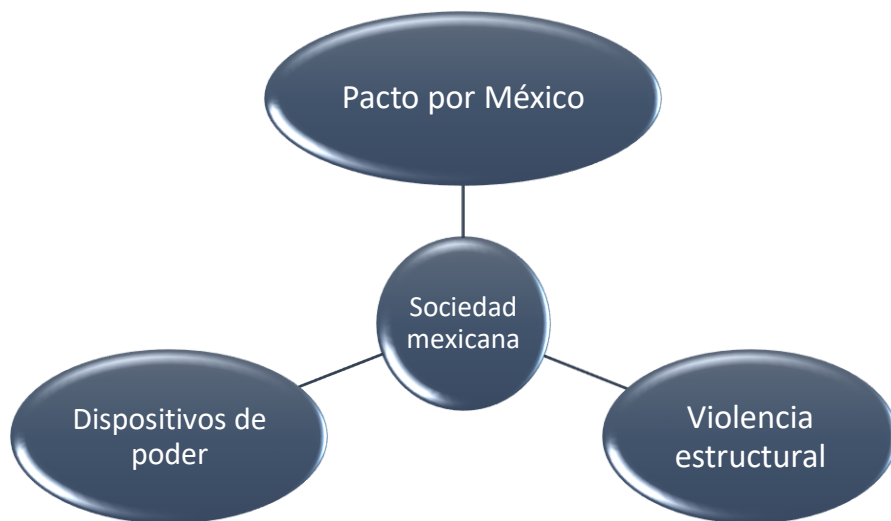 Pacto por México
Sociedad
mexicana
Dispositivos de
poder
Violencia
estructural